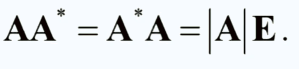 AA* = A*A = |A|E.